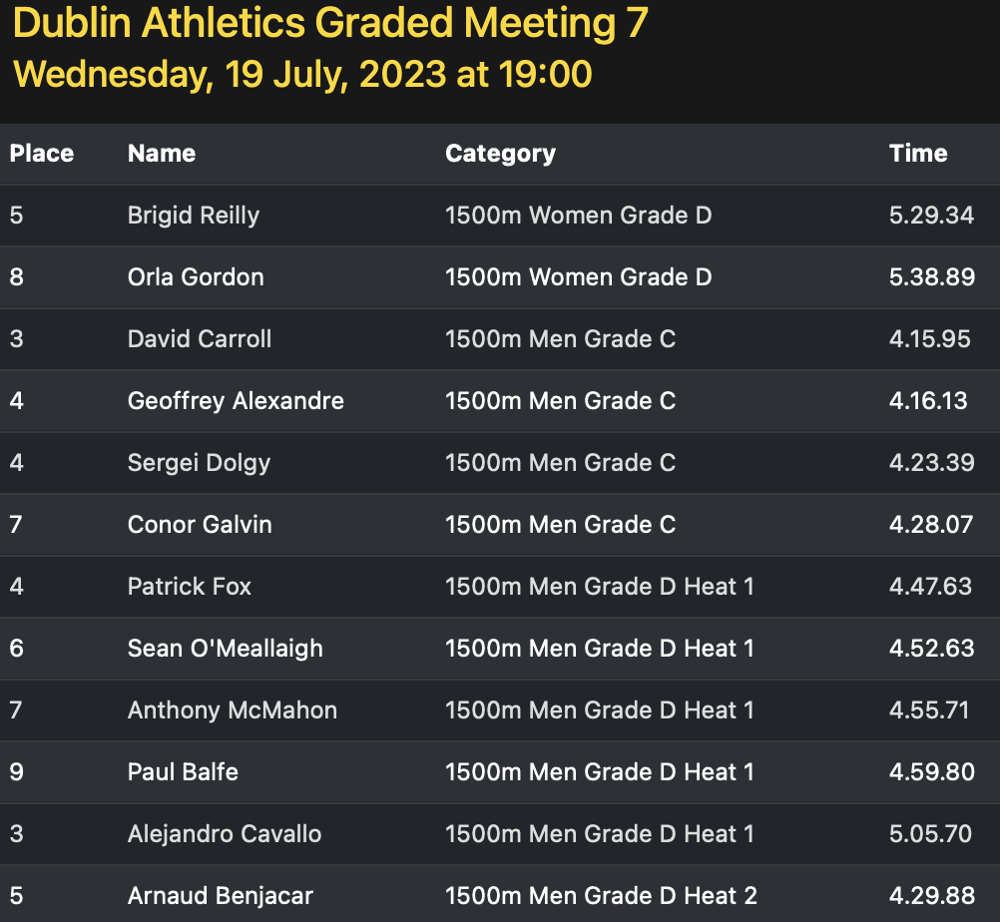 Dublin Athletics Graded Meeting 7
Wednesday, 19 July, 2023 at 19:00
Place Name Category Time
5 Brigid Reilly 1500m Women Grade D 5.29.34
8 Orla Gordon 1500m Women Grade D 5.38.89
3 David Carroll 1500m Men Grade C 4.15.95
4 Geoffrey Alexandre 1500m Men Grade C 4.16.13
4 Sergei Dolgy 1500m Men Grade C 4.23.39
7 Conor Galvin 1500m Men Grade C 4.28.07
4 Patrick Fox 1500m Men Grade D Heat 1 4.47.63
6 Sean O'Meallaigh 1500m Men Grade D Heat 1 4.52.63
7 Anthony McMahon 1500m Men Grade D Heat 1 4.55.71
9 Paul Balfe 1500m Men Grade D Heat 1 4.59.80
3 Alejandro Cavallo 1500m Men Grade D Heat 1 5.05.70
5 Arnaud Benjacar 1500m Men Grade D Heat 2 4.29.88